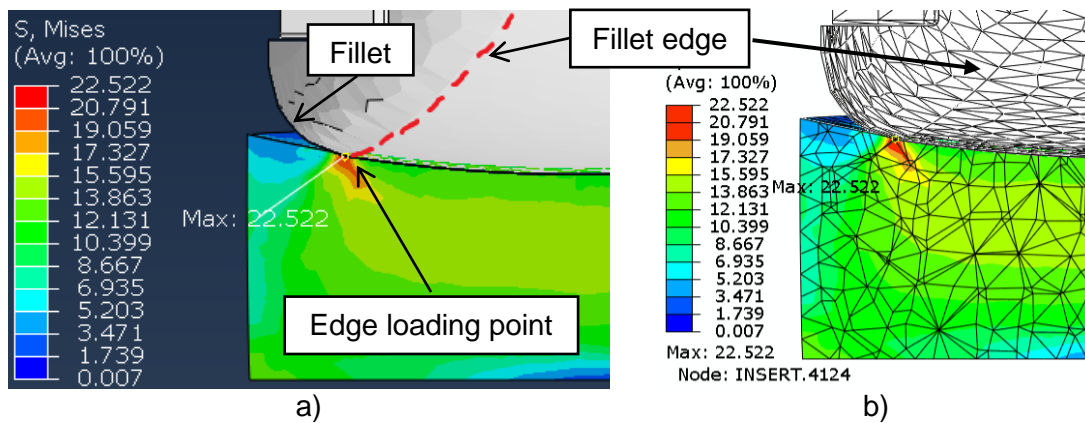 S, Mises
(Avg: 100%)
22.522
20.791
19.059
17.327
15.595
13.863
12.131
10.399
8.667
6.935
5.203
3.471
1.739
0.007
Fillet
Max: 22.522
Edge loading point
a)
Fillet edge
(Avg: 100%)
22.522
20.791
19.059
17.327
15.595
13.863
12.131
10.399
8.667
6.935
5.203
3.471
1.739
0.007
Max: 22.522
Node: INSERT.4124
Max: 22.522
b)